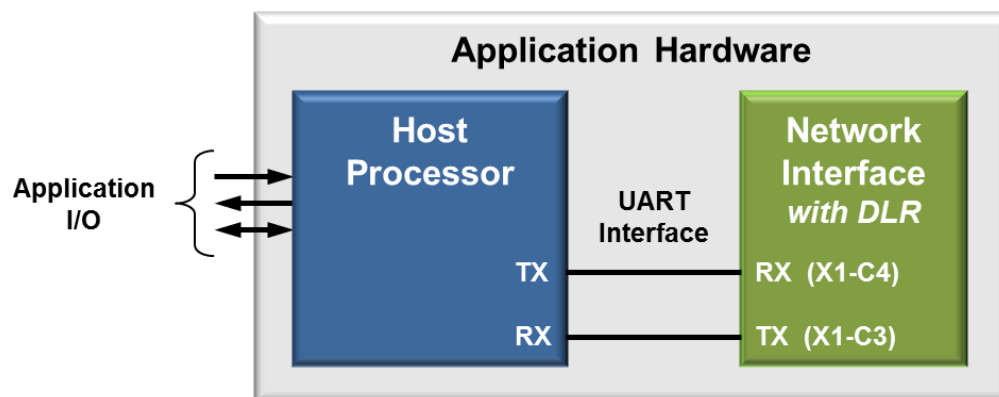 Application Hardware
Application
I/O
Host
Processor
TX
RX
UART
Interface
Network
Interface
with DLR
RX (X1-C4)
TX (X1-C3)